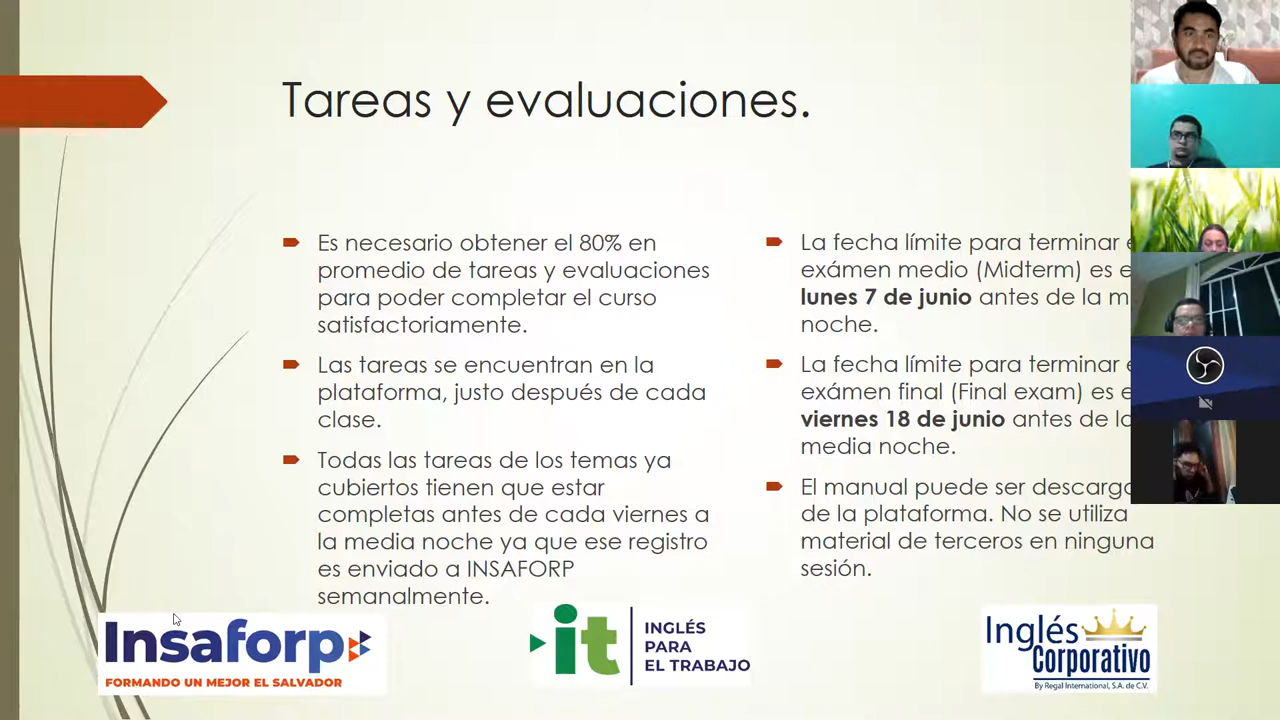 Tareas y evaluaciones.
Es necesario obtener el 80% en
promedio de tareas y evaluaciones
para poder completar el curso
satisfactoriamente.
Las tareas se encuentran en la
plataforma, justo después de cada
clase.
Todas las tareas de los temas ya
cubiertos tienen que estar
completas antes de cada viernes a
la media noche ya que ese registro
es enviado a INSAFORP
semanalmente.
La fecha límite para terminar
exámen medio (Midterm) es
lunes 7 de junio antes de la
noche.
La fecha límite para terminar
exámen final (Final exam) es
viernes 18 de junio antes de
media noche.
El manual puede ser
de la plataforma. No se utiliza
material de terceros en ninguna
sesión.
Insaforp
FORMANDO UN MEJOR EL SALVADOR
it
INGLÉS
PARA
EL TRABAJO
Inglés
Corporativo
By Regal International, S.A. de C.V.